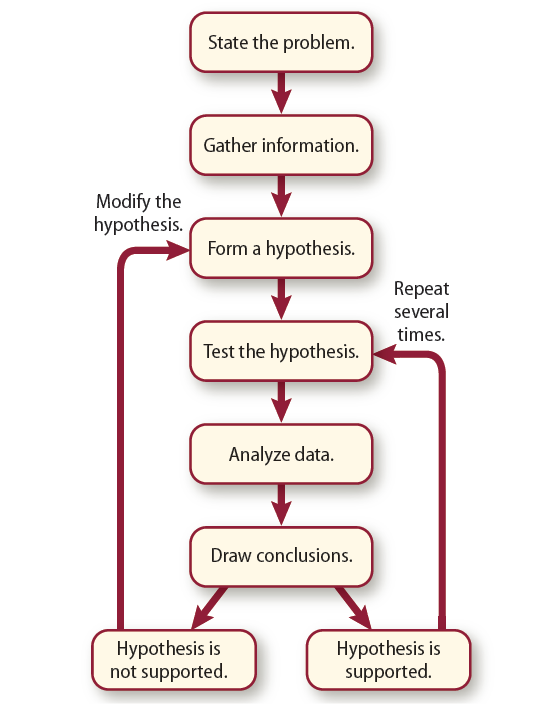 State the problem.
Gather information.
Modify the
hypothesis.
Form a hypothesis.
Repeat
several
times.
Test the hypothesis.
Analyze data.
Draw conclusions.
Hypothesis is
not supported.
Hypothesis is
supported.